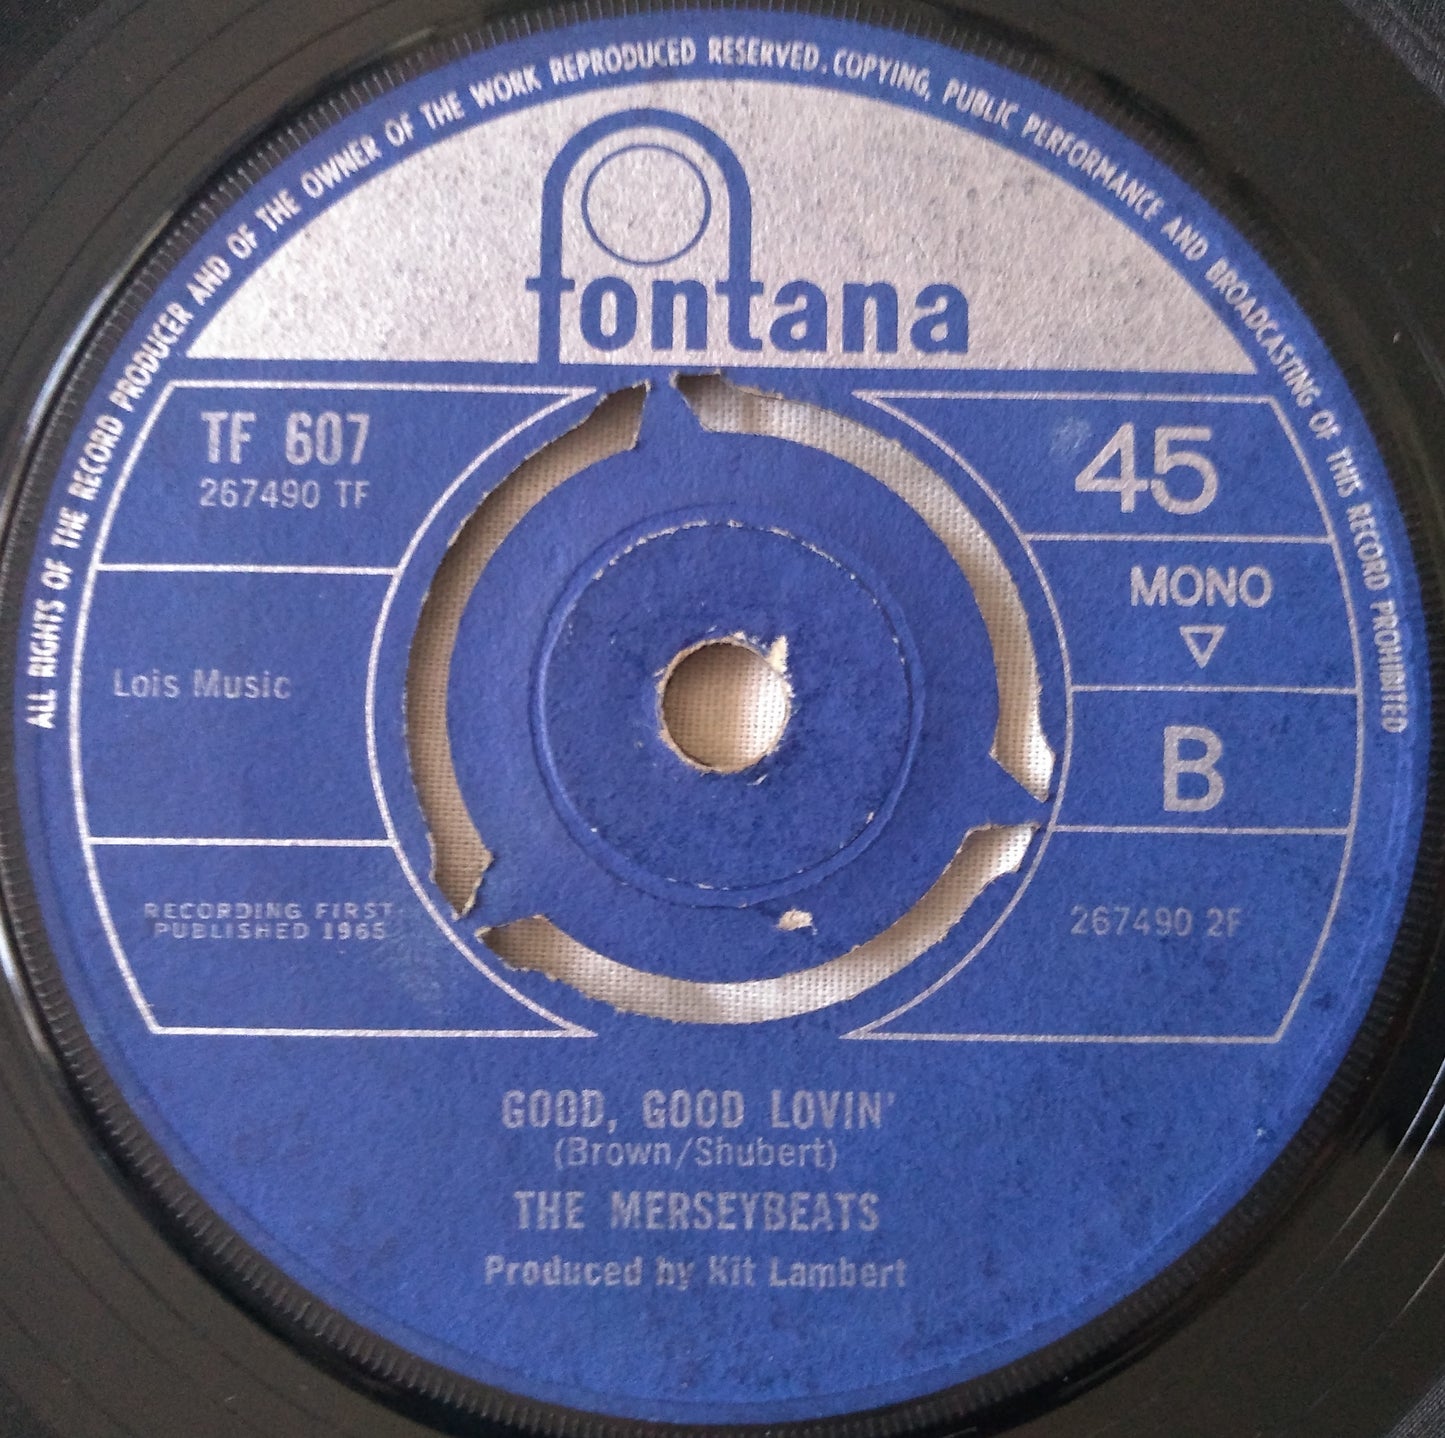 ALL RIGHTS OF THE RECORD PRODUCER AND OF THE OWNER OF THE WORK REPRODUCED RESERVED. COPYING, PUBLIC PERFORMANCE AND BROADCASTING OF THIS RECORD PROHIBITED
fontana
TF 607
267490 TF
45
MONO
Lois Music
B
RECORDING FIRST
PUBLISHED 1965
267490 2F
GOOD, GOOD LOVIN'
(Brown/Shubert)
THE MERSEYBEATS
Produced by Kit Lambert